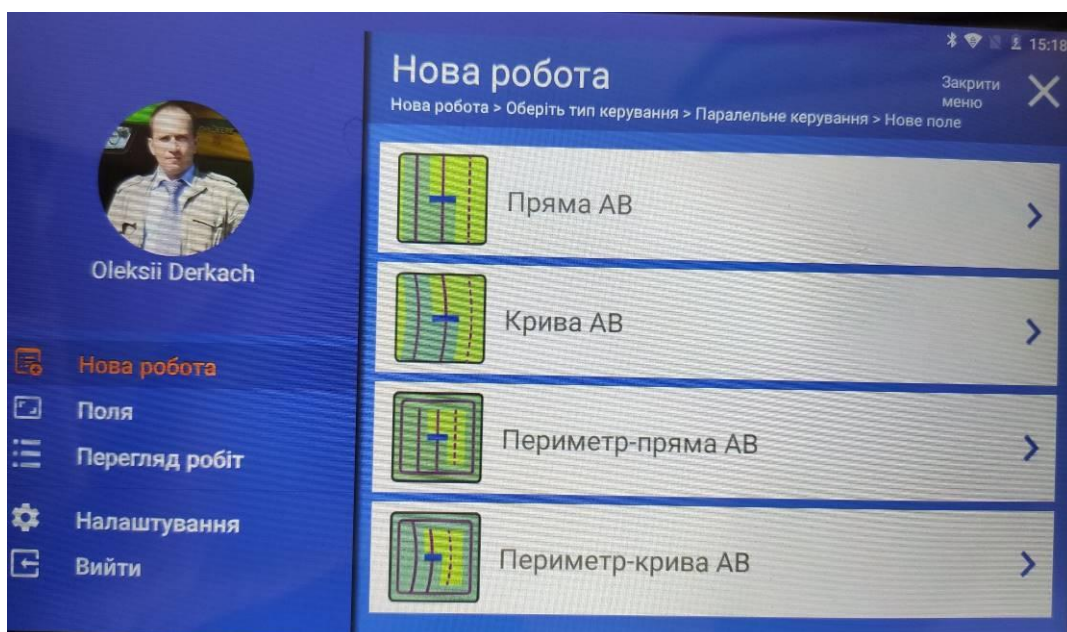 15:18
Нова робота
Закрити
меню
Нова робота > Оберіть тип керування > Паралельне керування > Нове поле
Пряма АВ
Oleksii Derkach
Крива АВ
Нова робота
Поля
Периметр-пряма АВ
Перегляд робіт
Налаштування
Периметр-крива АВ
Вийти